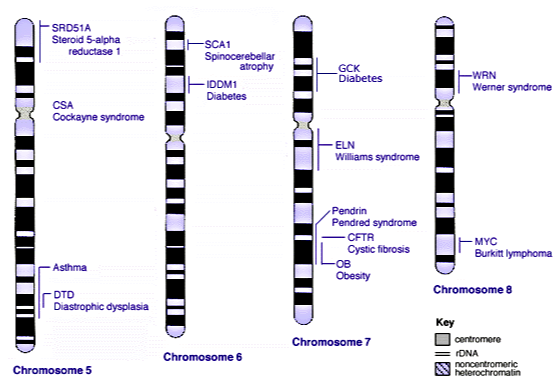 SRD51A
Steroid 5-alpha
reductase 1
CSA
Cockayne syndrome
Asthma
DTD
Diastrophic dysplasia
Chromosome 5
SCA1
Spinocerebellar
atrophy
IDDM1
Diabetes
Chromosome 6
GCK
Diabetes
ELN
Williams syndrome
Pendrin
Pendred syndrome
CFTR
Cystic fibrosis
OB
Obesity
Chromosome 7
WRN
Werner syndrome
MYC
Burkitt lymphoma
Chromosome 8
Key
centromere
rDNA
noncentromeric
heterochromatin